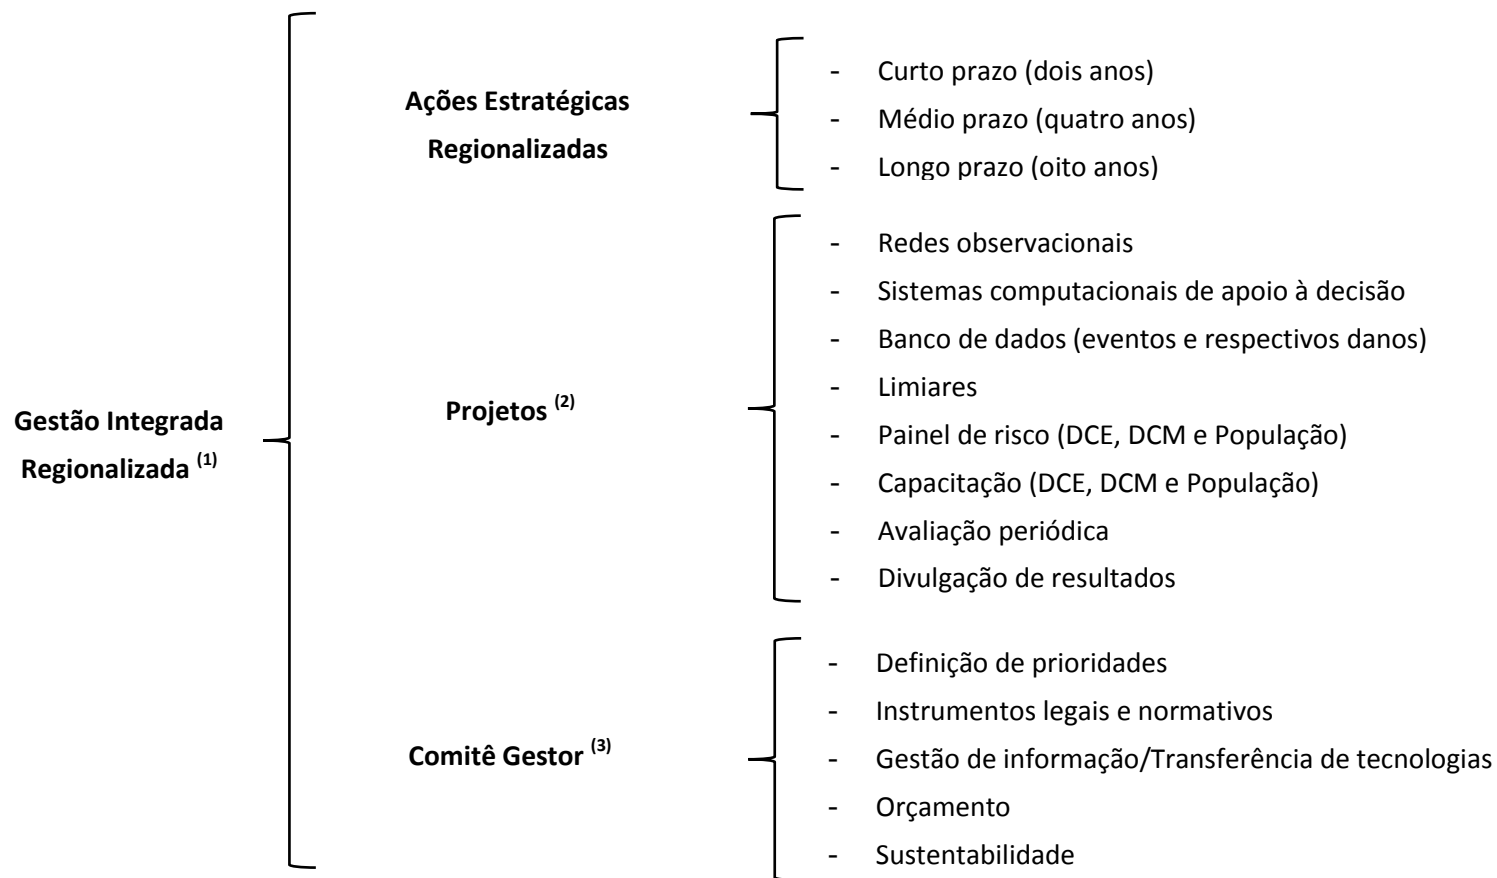 Gestão Integrada
Regionalizada (1)
Ações Estratégicas
Regionalizadas
- Curto prazo (dois anos)
- Médio prazo (quatro anos)
- Longo prazo (oito anos)
Projetos (2)
- Redes observacionais
- Sistemas computacionais de apoio à decisão
- Banco de dados (eventos e respectivos danos)
- Limiares
- Painel de risco (DCE, DCM e População)
- Capacitação (DCE, DCM e População)
- Avaliação periódica
- Divulgação de resultados
Comitê Gestor (3)
- Definição de prioridades
- Instrumentos legais e normativos
- Gestão de informação/Transferência de tecnologias
- Orçamento
- Sustentabilidade